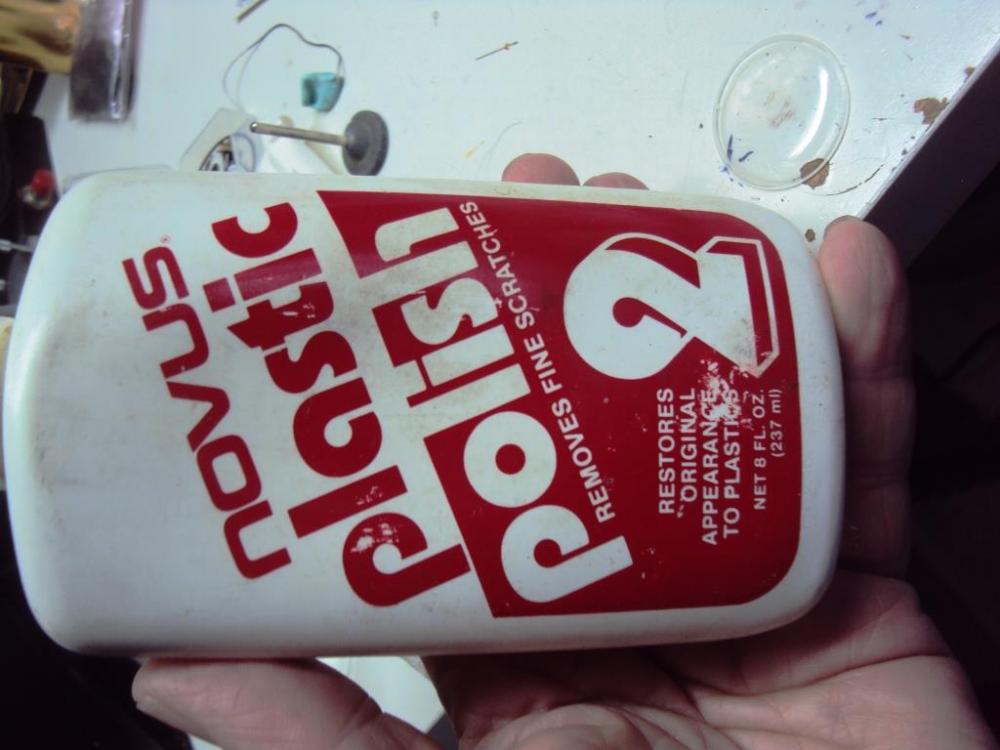 novus®
plastic
polish
REMOVES FINE SCRATCHES
2
RESTORES
ORIGINAL
APPEARANCE
TO PLASTICS
NET 8 FL. OZ.
(237 ml)